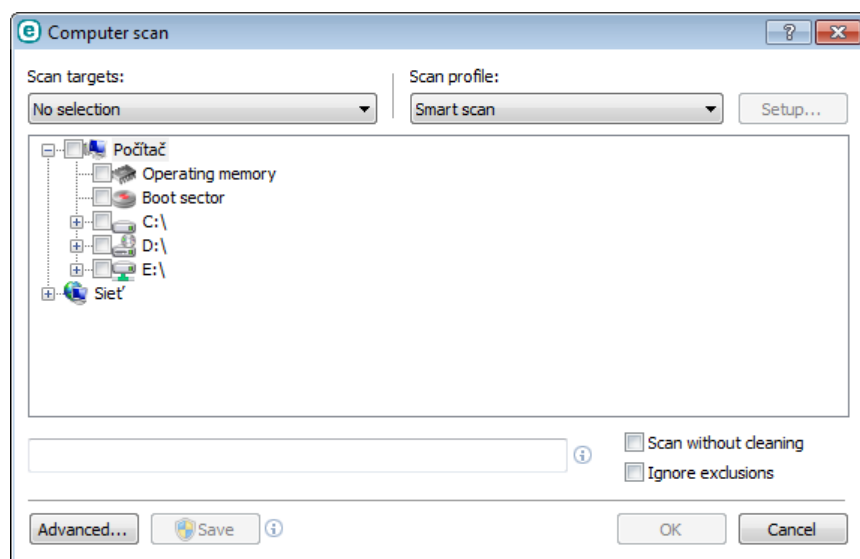 Computer scan
Scan targets:
Scan profile:
No selection
Smart scan
Setup...
Počítač
Operating memory
Boot sector
C:\
D:\
E:\
Sieť
Scan without cleaning
Ignore exclusions
Advanced...
Save
OK
Cancel